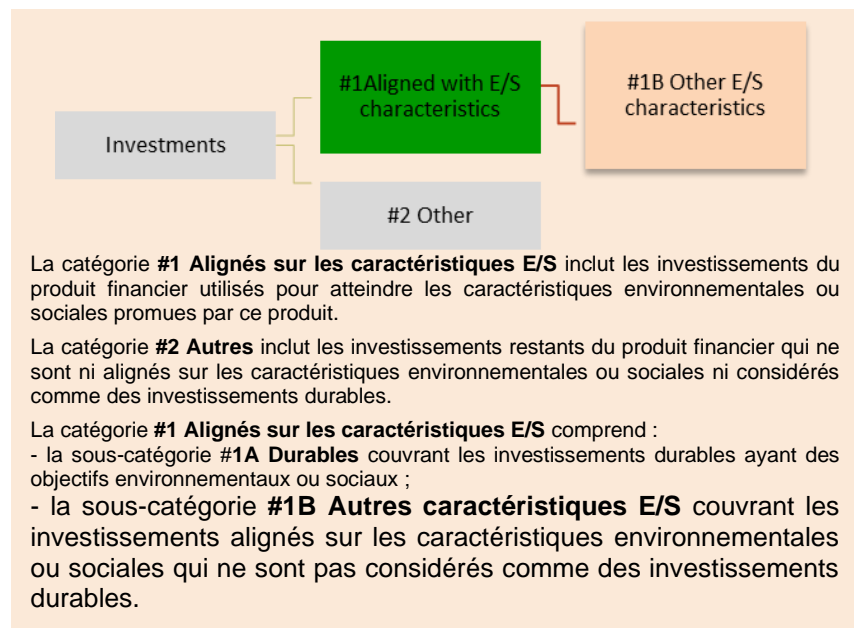 #1Aligned with E/S
characteristics
#1B Other E/S
characteristics
Investments
#2 Other
La catégorie #1 Alignés sur les caractéristiques E/S inclut les investissements du
produit financier utilisés pour atteindre les caractéristiques environnementales ou
sociales promues par ce produit.
La catégorie #2 Autres inclut les investissements restants du produit financier qui ne
sont ni alignés sur les caractéristiques environnementales ou sociales ni considérés
comme des investissements durables.
La catégorie #1 Alignés sur les caractéristiques E/S comprend :
- la sous-catégorie #1A Durables couvrant les investissements durables ayant des
objectifs environnementaux ou sociaux ;
- la sous-catégorie #1B Autres caractéristiques E/S couvrant les
investissements alignés sur les caractéristiques environnementales
ou sociales qui ne sont pas considérés comme des investissements
durables.